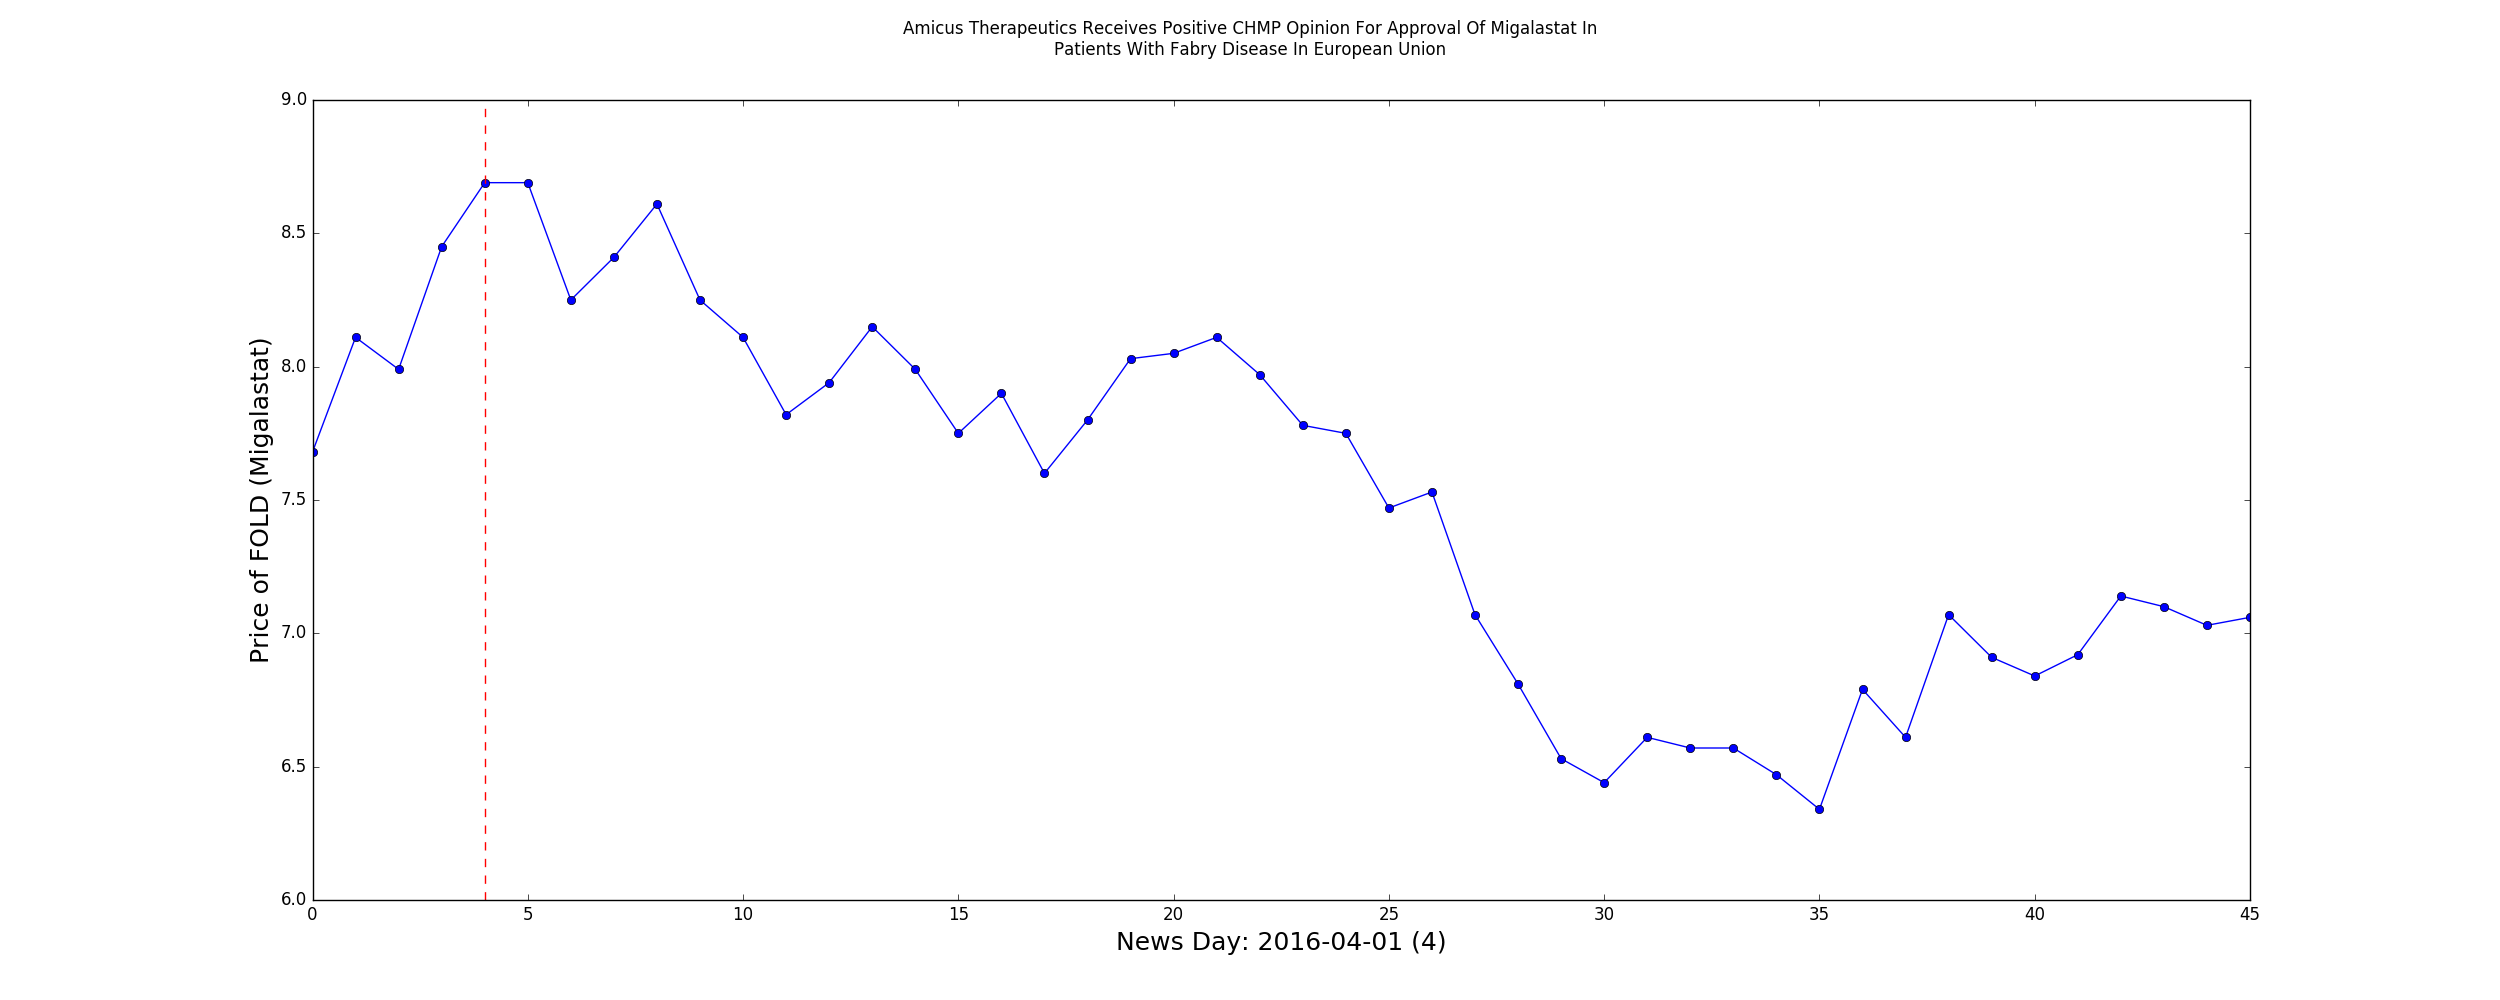 Amicus Therapeutics Receives Positive CHMP Opinion For Approval Of Migalastat In
Patients With Fabry Disease In European Union
Price of FOLD (Migalastat)
9.0
8.5
8.0
7.5
7.0
6.5
6.0
0 5 10 15 20 25 30 35 40 45
News Day: 2016-04-01 (4)